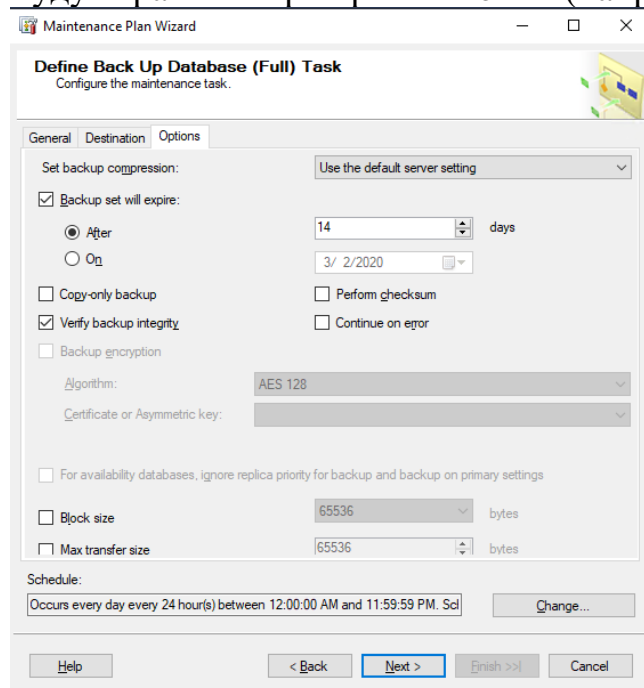 Maintenance Plan Wizard
Define Back Up Database (Full) Task
Configure the maintenance task.
General Destination Options
Set backup compression: Use the default server setting
Backup set will expire:
After 14 days
On 3/ 2/2020
Copy-only backup Perform checksum
Verify backup integrity Continue on error
Backup encryption
Algorithm: AES 128
Certificate or Asymmetric key:
For availability databases, ignore replica priority for backup and backup on primary settings
Block size 65536 bytes
Max transfer size 65536 bytes
Schedule:
Occurs every day every 24 hour(s) between 12:00:00 AM and 11:59:59 PM. Scl
Change...
Help < Back Next > Finish >>| Cancel